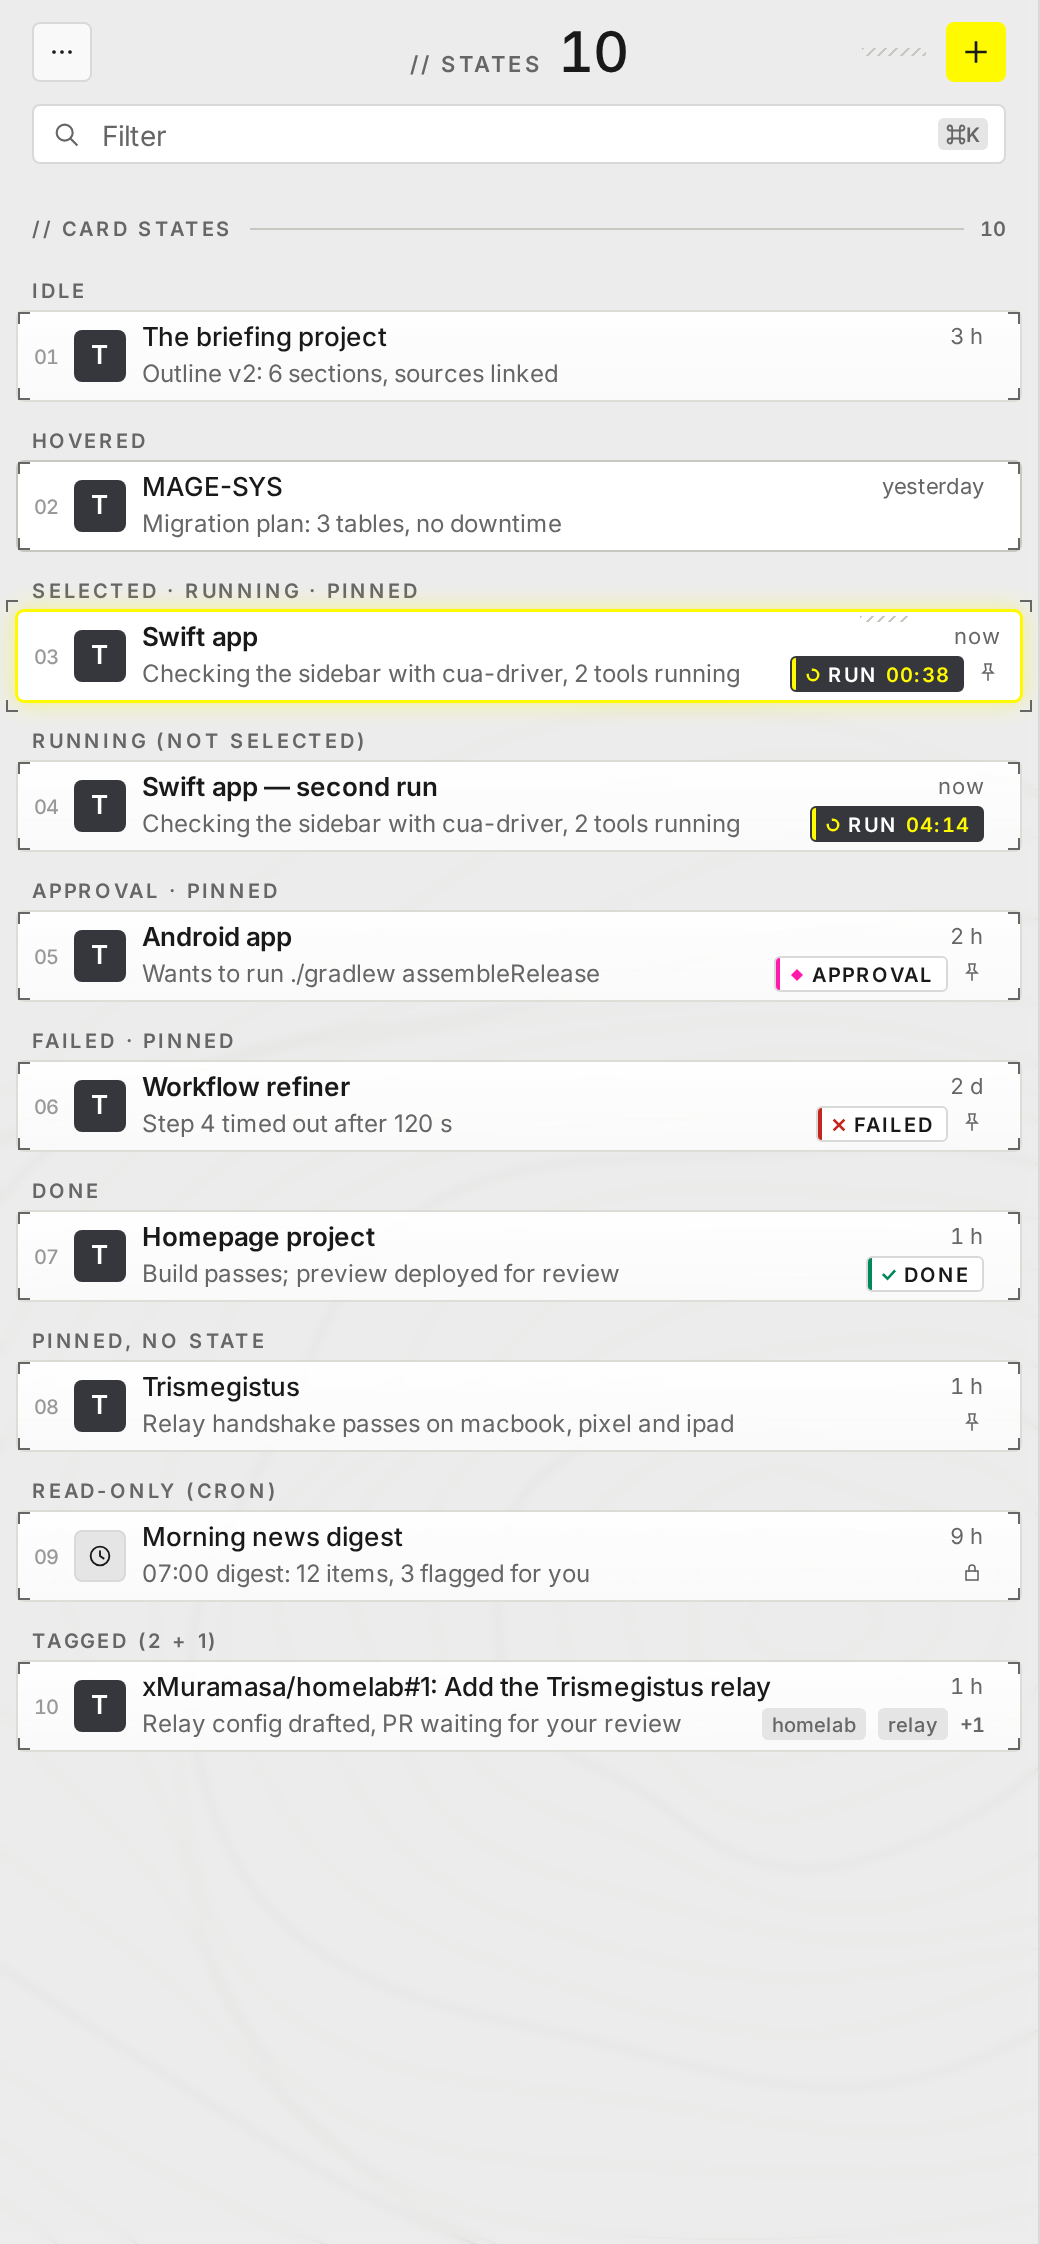 ...
// STATES 10
+
Filter
⌘K
// CARD STATES 10
IDLE
01 T The briefing project 3 h
Outline v2: 6 sections, sources linked
HOVERED
02 T MAGE-SYS yesterday
Migration plan: 3 tables, no downtime
SELECTED · RUNNING · PINNED
03 T Swift app now
Checking the sidebar with cua-driver, 2 tools running RUN 00:38
RUNNING (NOT SELECTED)
04 T Swift app — second run now
Checking the sidebar with cua-driver, 2 tools running RUN 04:14
APPROVAL · PINNED
05 T Android app 2 h
Wants to run ./gradlew assembleRelease APPROVAL
FAILED · PINNED
06 T Workflow refiner 2 d
Step 4 timed out after 120 s FAILED
DONE
07 T Homepage project 1 h
Build passes; preview deployed for review DONE
PINNED, NO STATE
08 T Trismegistus 1 h
Relay handshake passes on macbook, pixel and ipad
READ-ONLY (CRON)
09 Morning news digest 9 h
07:00 digest: 12 items, 3 flagged for you
TAGGED (2 + 1)
10 T xMuramasa/homelab#1: Add the Trismegistus relay 1 h
Relay config drafted, PR waiting for your review homelab relay +1